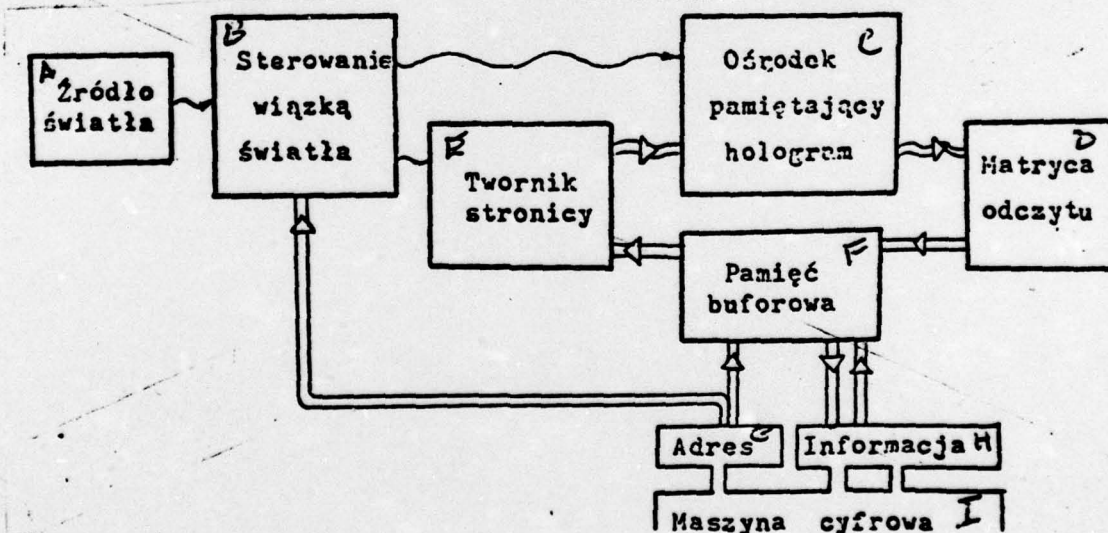 A
Źródło
światła
B
Sterowanie
wiązką
światła
C
Ośrodek
pamiętający
hologram
D
Matryca
odczytu
E
Twornik
stronicy
F
Pamięć
buforowa
Adres G
Informacja H
Maszyna cyfrowa I